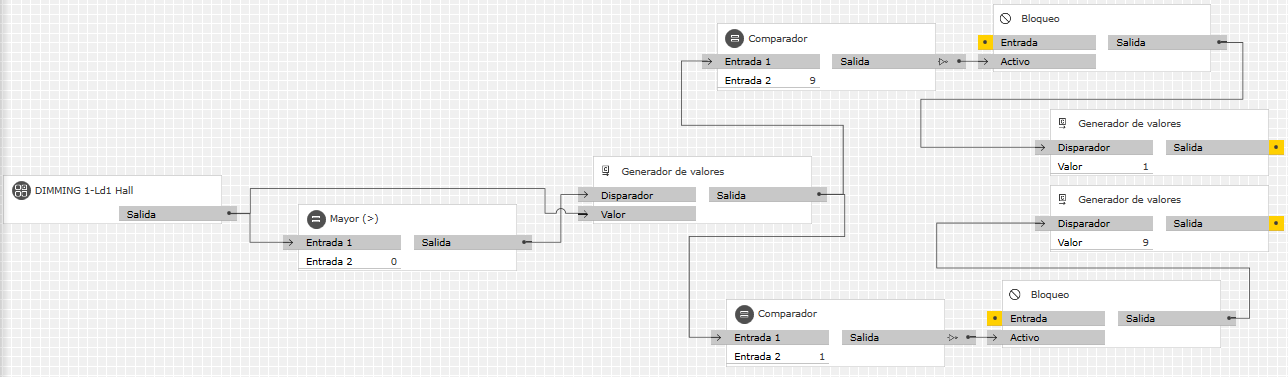 Bloqueo
Entrada Salida
Activo
Comparador
Entrada 1 Salida
Entrada 2 9
Generador de valores
Disparador Salida
Valor 1
Generador de valores
Disparador Salida
Valor
DIMMING 1-Ld1 Hall
Salida
Mayor (>)
Entrada 1 Salida
Entrada 2 0
Generador de valores
Disparador Salida
Valor 9
Comparador
Entrada 1 Salida
Entrada 2 1
Bloqueo
Entrada Salida
Activo